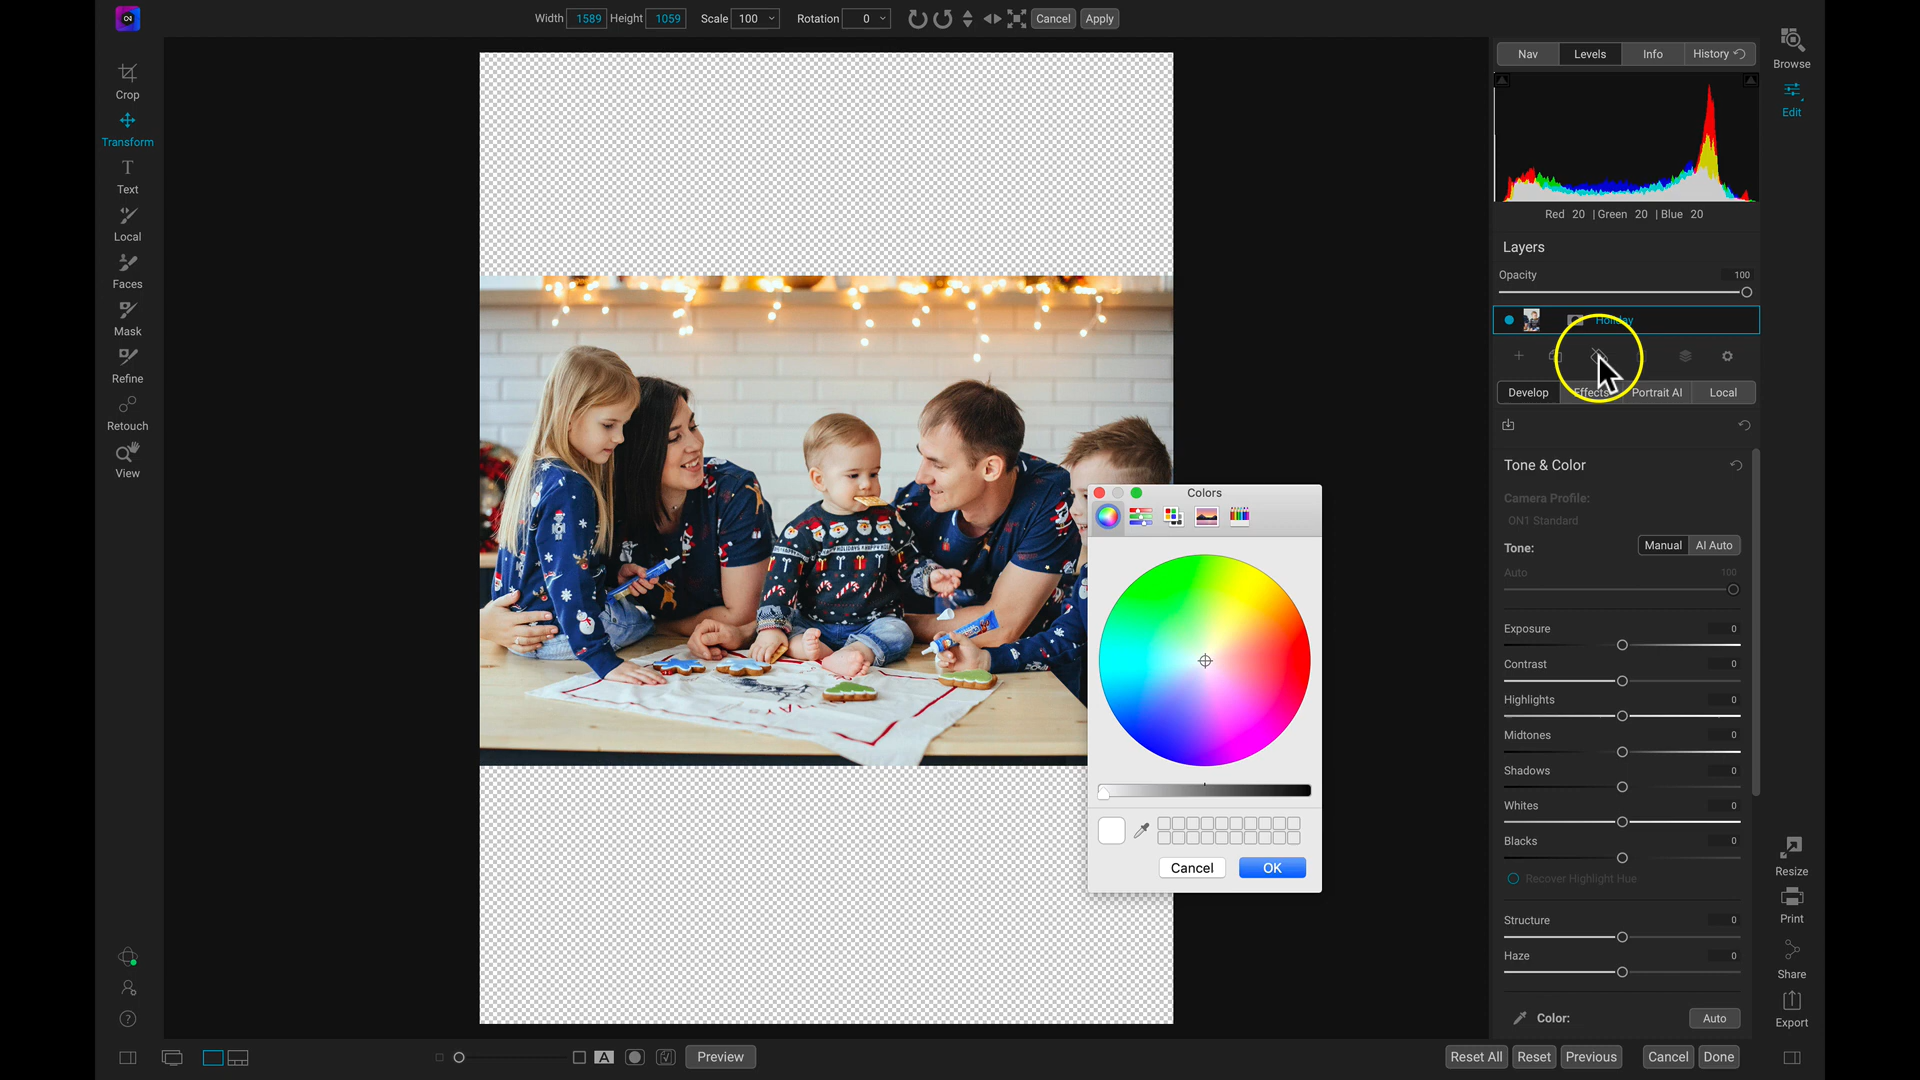 Width 1589 Height 1059 Scale 100 Rotation 0 Cancel Apply
Crop
Transform
Text
Local
Faces
Mask
Refine
Retouch
View
Nav Levels Info History
Red 20 | Green 20 | Blue 20
Layers
Opacity 100
Holiday
Develop Effects Portrait AI Local
Tone & Color
Camera Profile:
ON1 Standard
Tone: Manual AI Auto
Auto 100
Exposure 0
Contrast 0
Highlights 0
Midtones 0
Shadows 0
Whites 0
Blacks 0
Recover Highlight Hue
Structure 0
Haze 0
Color: Auto
Browse
Edit
Resize
Print
Share
Export
Colors
Cancel OK
A Preview
Reset All Reset Previous Cancel Done